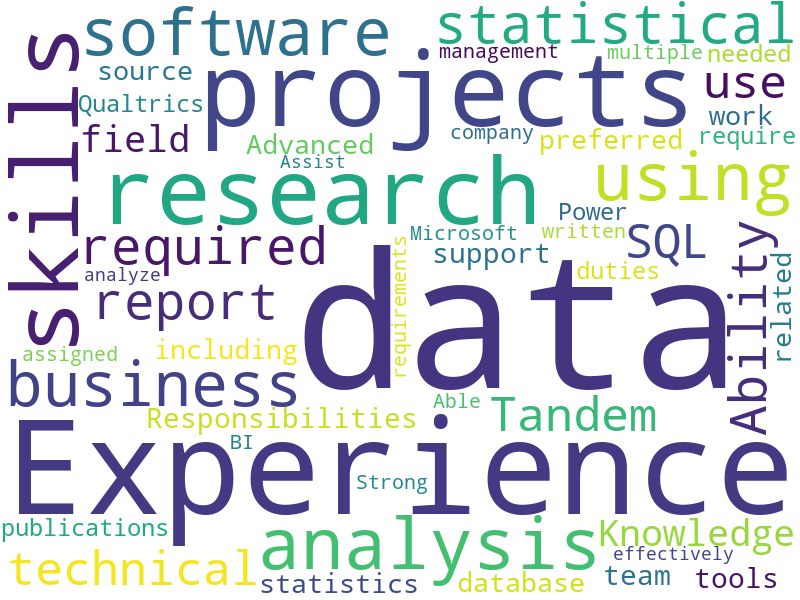 skills
software
statistical
management
multiple
needed
source
projects
use
Qualtrics
work
field
Advanced
company
preferred
require
Assist
research
using
Power
required
Microsoft
written
SQL
support
analyze
duties
report
data
requirements
Ability
related
assigned
including
business
Able
Tandem
Responsibilities
BI
Experience
Strong
publications
analysis
Knowledge
technical
effectively
statistics
database
team
tools